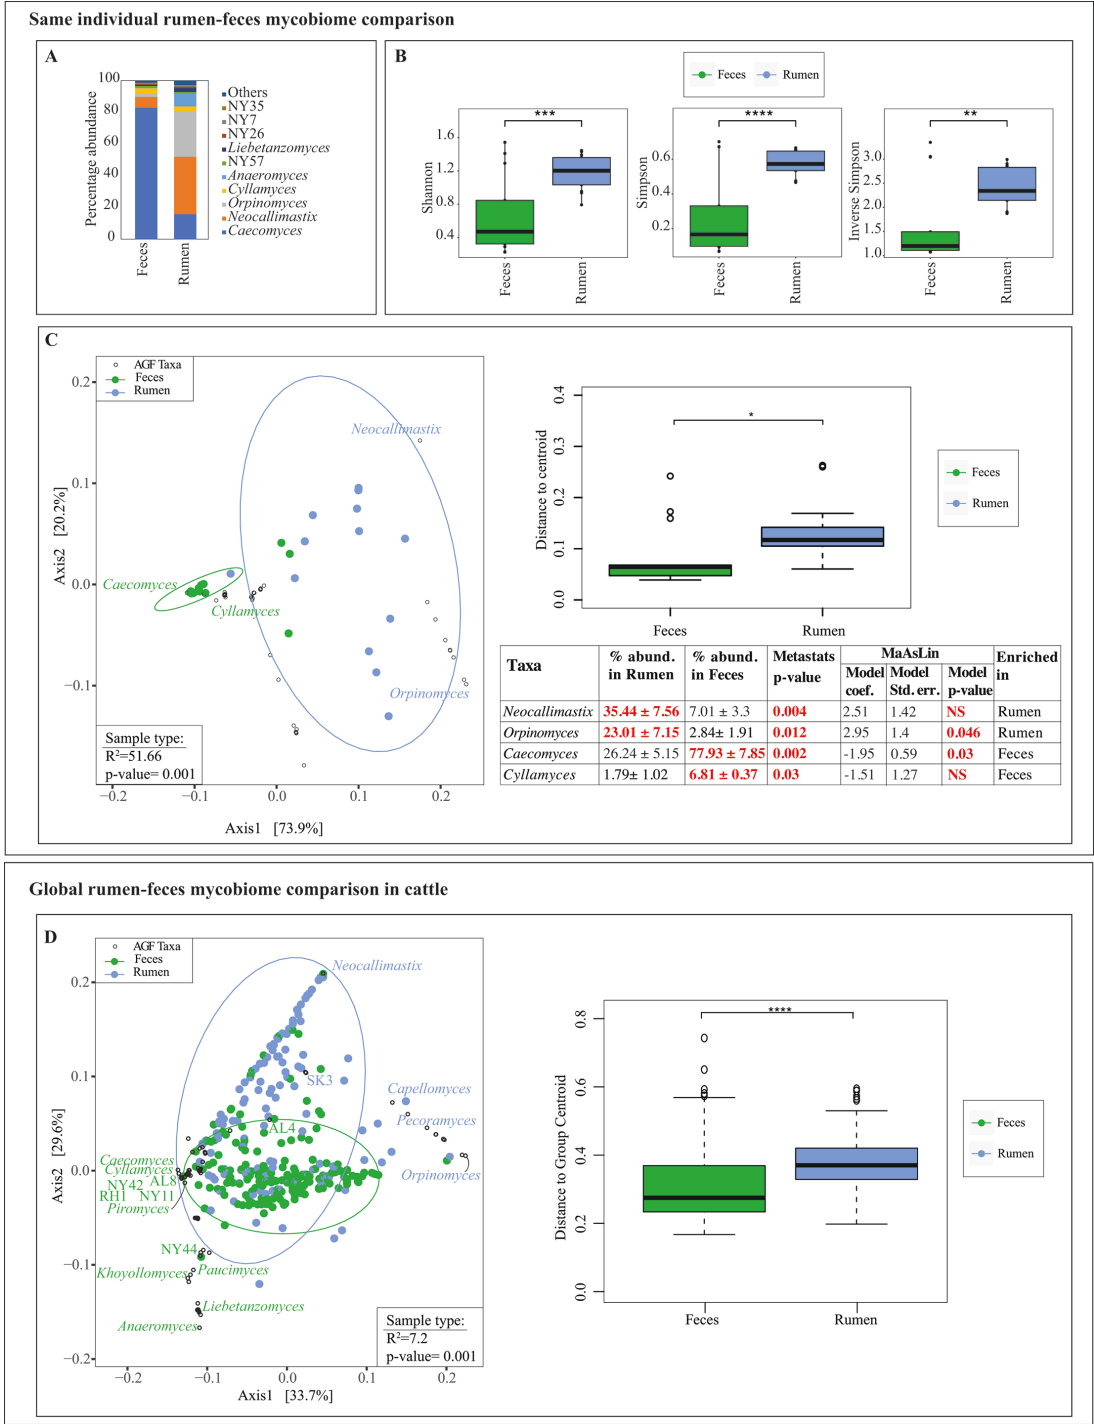 Same individual rumen-feces mycobiome comparison
A
Percentage abundance
100
80
60
40
20
0
Feces
Rumen
Others
NY35
NY7
NY26
Liebetanzomyces
NY57
Anaeromyces
Cyllamyces
Orpinomyces
Neocallimastix
Caecomyces
B
Feces
Rumen
Shannon
1.6
1.2
0.8
0.4
***
Feces
Rumen
Simpson
0.6
0.4
0.2
****
Feces
Rumen
Inverse Simpson
3.0
2.5
2.0
1.5
1.0
**
Feces
Rumen
C
AGF Taxa
Feces
Rumen
Axis2 [20.2%]
0.2
0.1
0.0
−0.1
Neocallimastix
Caecomyces
Cyllamyces
Orpinomyces
Sample type:
R²=51.66
p-value= 0.001
−0.2
−0.1
0.0
0.1
0.2
Axis1 [73.9%]
Distance to centroid
0.4
0.3
0.2
0.1
0.0
*
Feces
Rumen
Feces
Rumen
Taxa
% abund. in Rumen
% abund. in Feces
Metastats p-value
MaAsLin
Model coef.
Model Std. err.
Model p-value
Enriched in
Neocallimastix 35.44 ± 7.56 7.01 ± 3.3 0.004 2.51 1.42 NS Rumen
Orpinomyces 23.01 ± 7.15 2.84± 1.91 0.012 2.95 1.4 0.046 Rumen
Caecomyces 26.24 ± 5.15 77.93 ± 7.85 0.002 -1.95 0.59 0.03 Feces
Cyllamyces 1.79± 1.02 6.81 ± 0.37 0.03 -1.51 1.27 NS Feces
Global rumen-feces mycobiome comparison in cattle
D
AGF Taxa
Feces
Rumen
Axis2 [29.6%]
0.2
0.1
0.0
−0.1
−0.2
Neocallimastix
SK3
Capellomyces
Pecoramyces
AL4
Orpinomyces
Caecomyces
Cyllamyces
NY42 AL8
RH1 NY11
Piromyces
NY44
Khoyollomyces
Paucimyces
Liebetanzomyces
Anaeromyces
Sample type:
R²=7.2
p-value= 0.001
−0.2
−0.1
0.0
0.1
0.2
Axis1 [33.7%]
Distance to Group Centroid
0.8
0.6
0.4
0.2
0.0
****
Feces
Rumen
Feces
Rumen